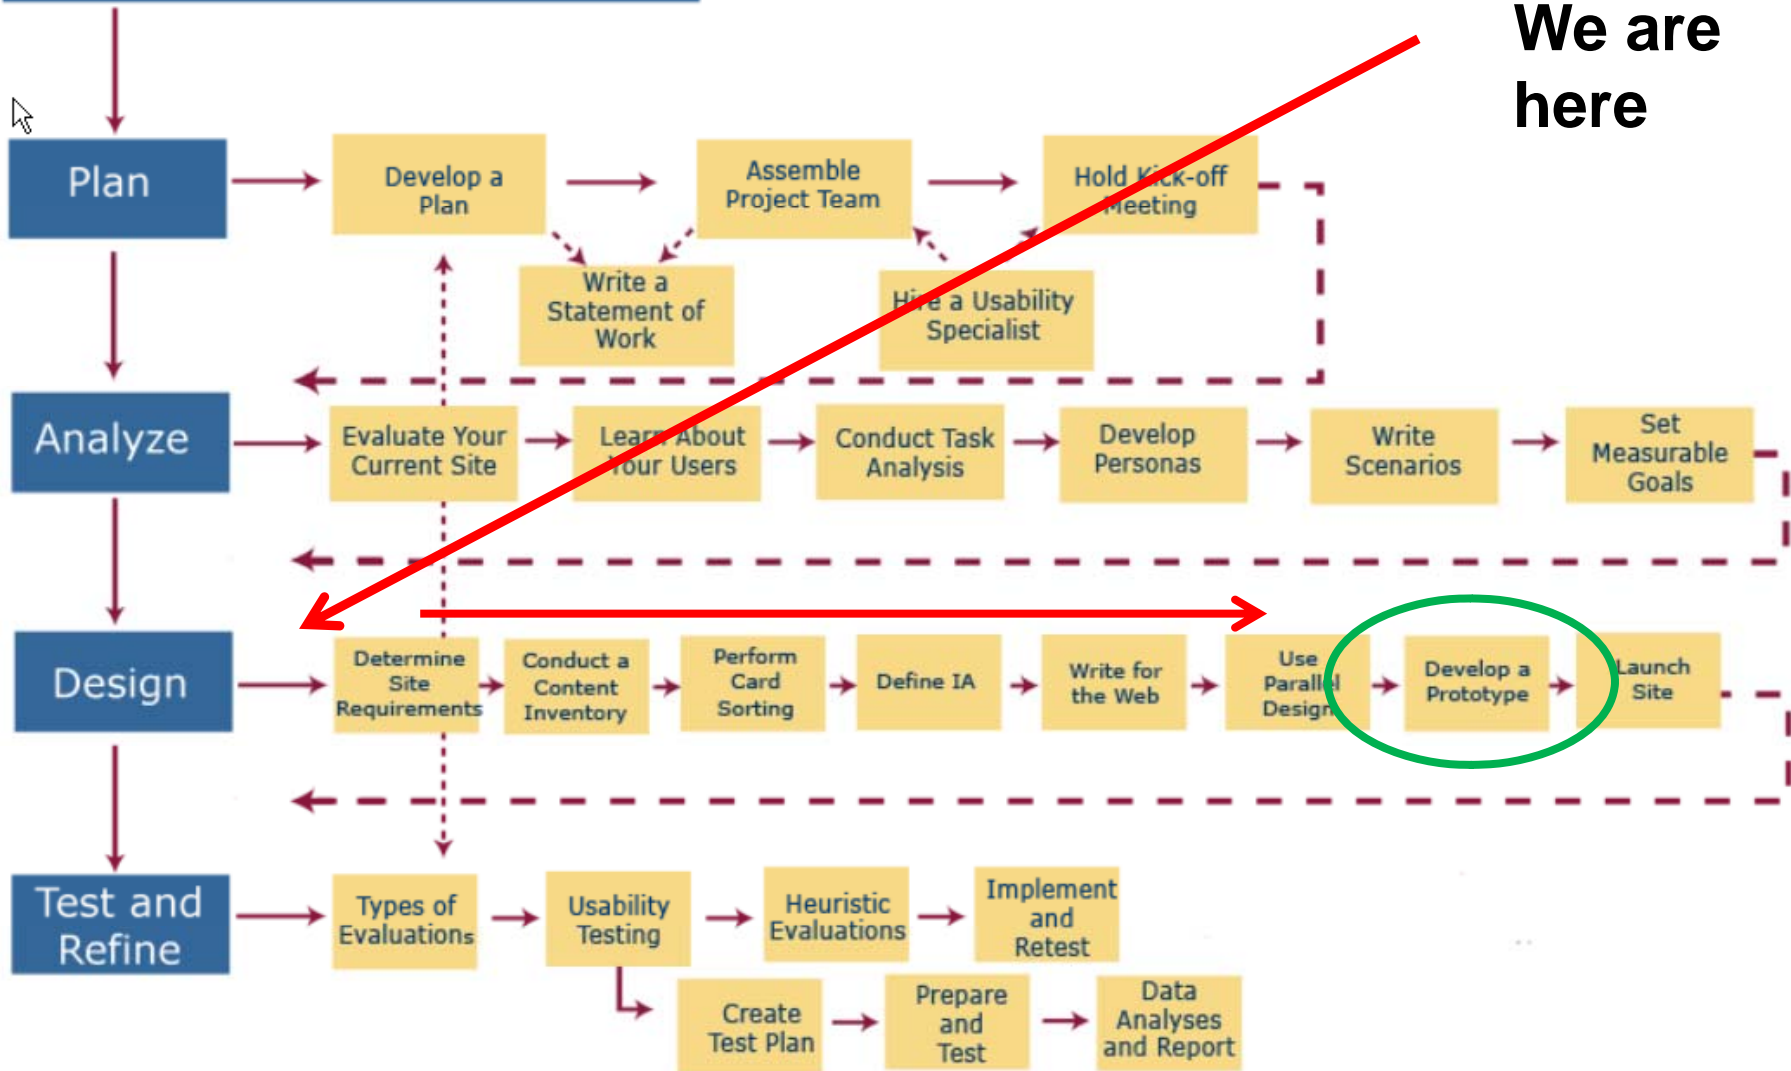 We are
here
Plan
Develop a
Plan
Assemble
Project Team
Hold Kick-off
Meeting
Write a
Statement of
Work
Hire a Usability
Specialist
Analyze
Evaluate Your
Current Site
Learn About
Your Users
Conduct Task
Analysis
Develop
Personas
Write
Scenarios
Set
Measurable
Goals
Design
Determine
Site
Requirements
Conduct a
Content
Inventory
Perform
Card
Sorting
Define IA
Write for
the Web
Use
Parallel
Design
Develop a
Prototype
Launch
Site
Test and
Refine
Types of
Evaluations
Usability
Testing
Heuristic
Evaluations
Implement
and
Retest
Create
Test Plan
Prepare
and
Test
Data
Analyses
and Report